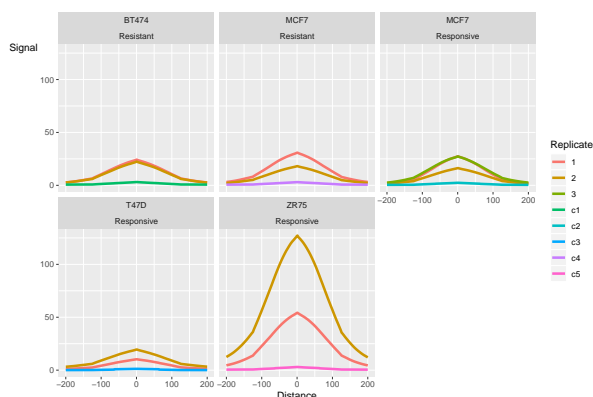 BT474
MCF7
MCF7
Resistant
Resistant
Responsive
Signal
100
50
0
−200
−100
0
100
200
T47D
ZR75
Responsive
Responsive
100
50
0
−200
−100
0
100
200
−200
−100
0
100
200
Distance
Replicate
1
2
3
c1
c2
c3
c4
c5